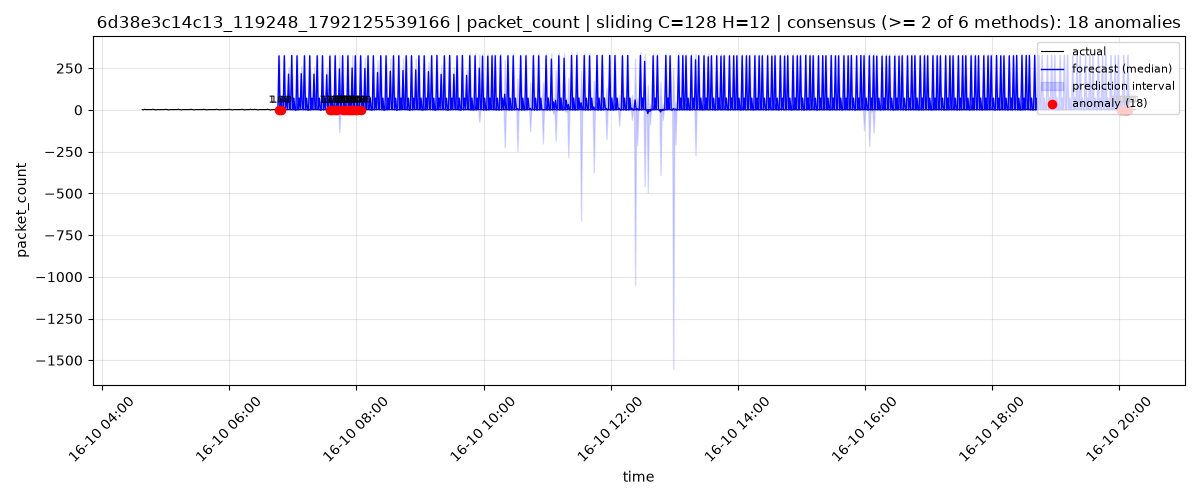 6d38e3c14c13_119248_1792125539166 | packet_count | sliding C=128 H=12 | consensus (>= 2 of 6 methods): 18 anomalies
packet_count
250
0
−250
−500
−750
−1000
−1250
−1500
actual
forecast (median)
prediction interval
anomaly (18)
16-10 04:00
16-10 06:00
16-10 08:00
16-10 10:00
16-10 12:00
16-10 14:00
16-10 16:00
16-10 18:00
16-10 20:00
time